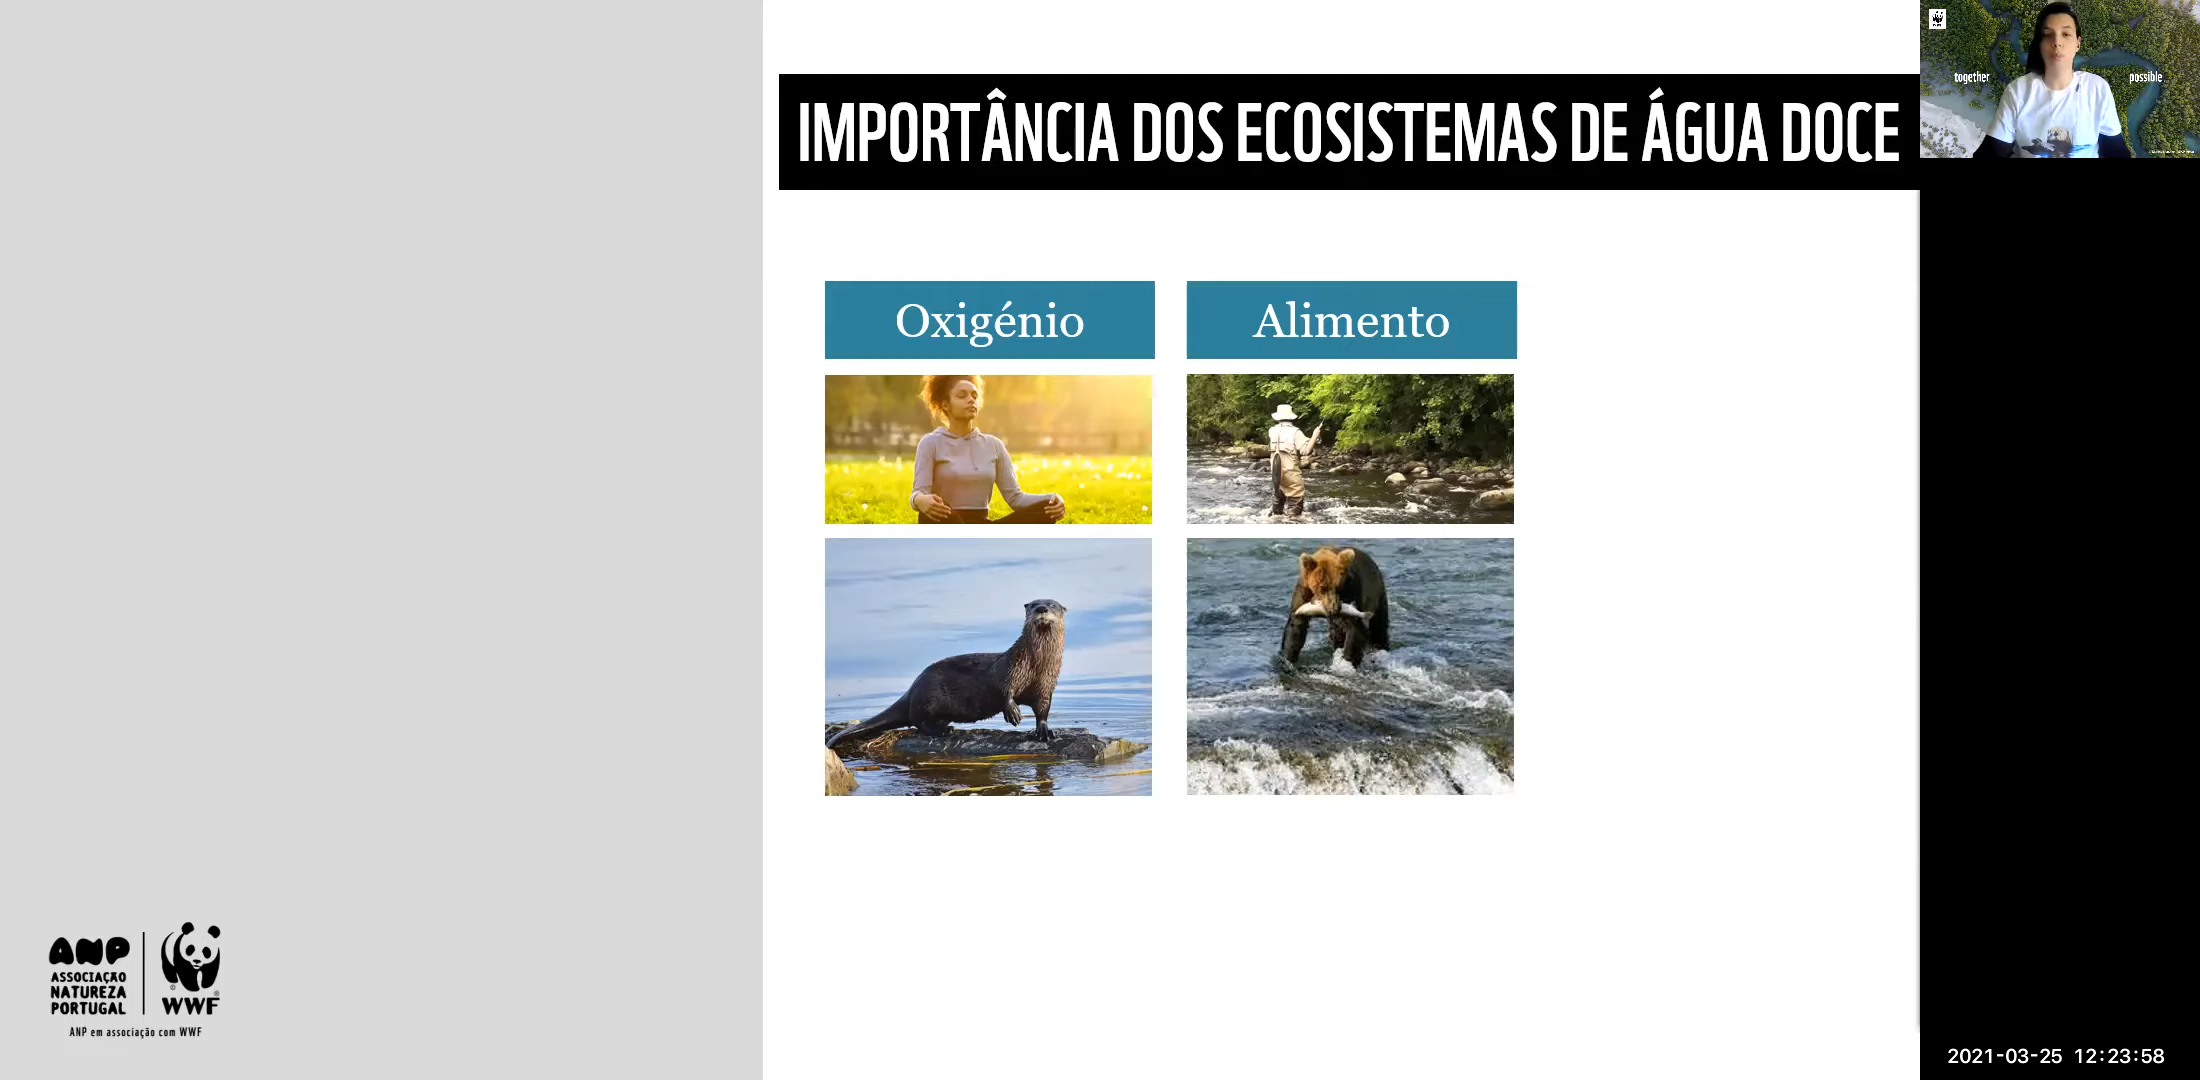 IMPORTÂNCIA DOS ECOSISTEMAS DE ÁGUA DOCE
together possible
Oxigénio
Alimento
ANP
ASSOCIAÇÃO
NATUREZA
PORTUGAL
WWF
ANP em associação com WWF
2021-03-25 12:23:58